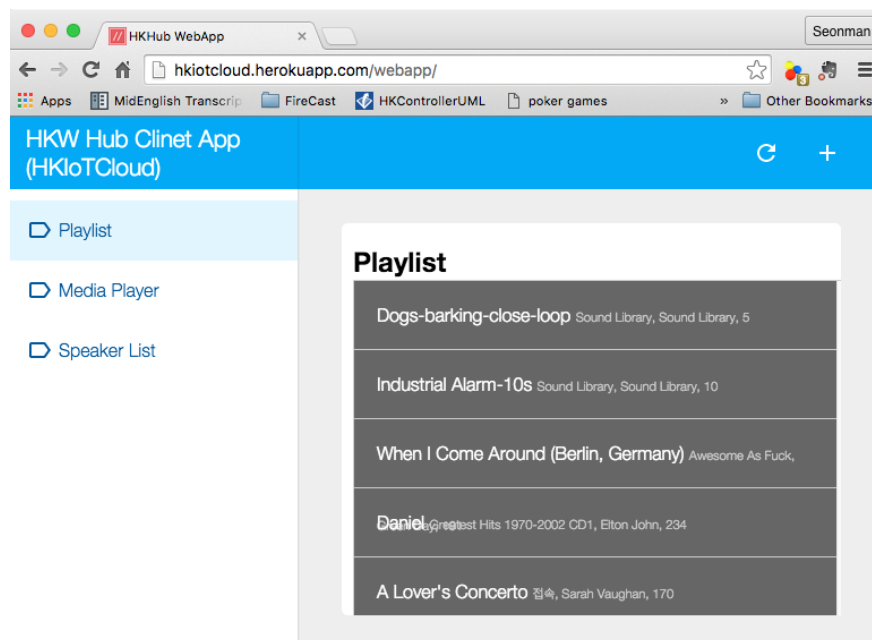 HKHub WebApp
Seonman
hkiotcloud.herokuapp.com/webapp/
3
Apps MidEnglish Transcrip FireCast HKControllerUML poker games » Other Bookmarks
HKW Hub Clinet App
(HKIoTCloud)
Playlist
Media Player
Speaker List
Playlist
Dogs-barking-close-loop Sound Library, Sound Library, 5
Industrial Alarm-10s Sound Library, Sound Library, 10
When I Come Around (Berlin, Germany) Awesome As Fuck,
Daniel Greatest Hits 1970-2002 CD1, Elton John, 234
A Lover's Concerto 접속, Sarah Vaughan, 170